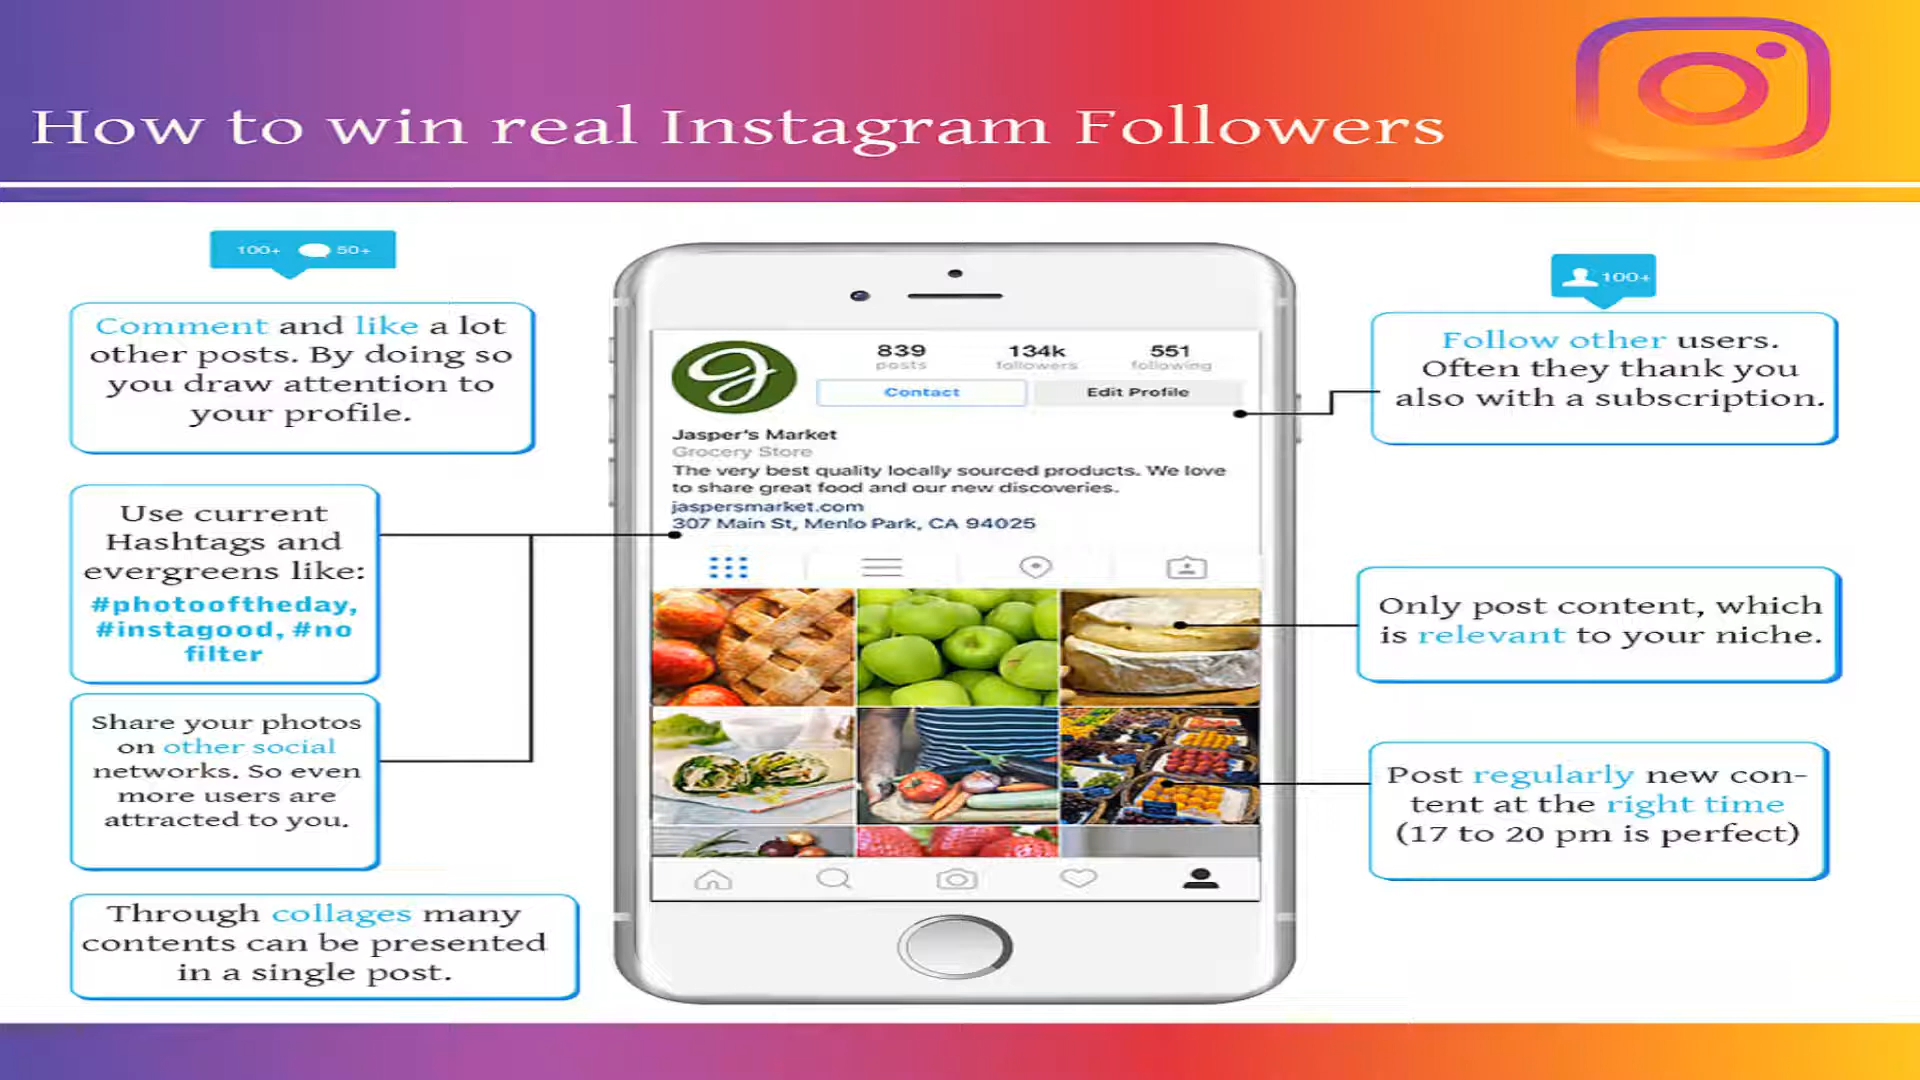 How to win real Instagram Followers
100+ 50+
Comment and like a lot
other posts. By doing so
you draw attention to
your profile.
Use current
Hashtags and
evergreens like:
#photooftheday,
#instagood, #no
filter
Share your photos
on other social
networks. So even
more users are
attracted to you.
Through collages many
contents can be presented
in a single post.
839 134k 551
posts followers following
Contact Edit Profile
Jasper's Market
Grocery Store
The very best quality locally sourced products. We love
to share great food and our new discoveries.
jaspersmarket.com
307 Main St, Menlo Park, CA 94025
100+
Follow other users.
Often they thank you
also with a subscription.
Only post content, which
is relevant to your niche.
Post regularly new con-
tent at the right time
(17 to 20 pm is perfect)